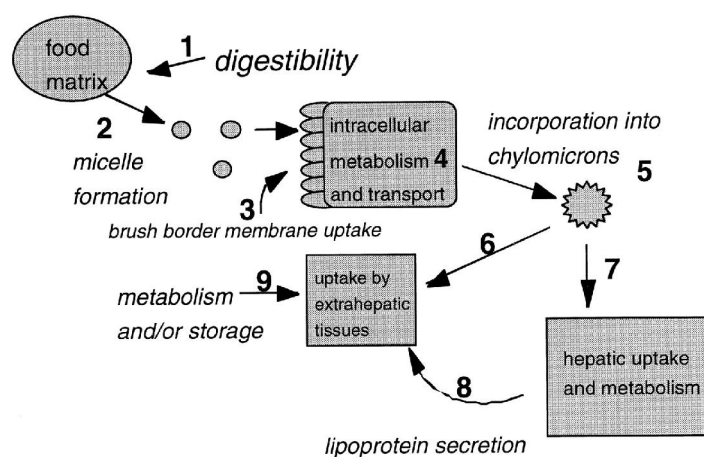 food
matrix
1
digestibility
2
micelle
formation
3
brush border membrane uptake
intracellular
metabolism 4
and transport
incorporation into
chylomicrons
5
6
7
9
metabolism
and/or storage
uptake by
extrahepatic
tissues
8
hepatic uptake
and metabolism
lipoprotein secretion